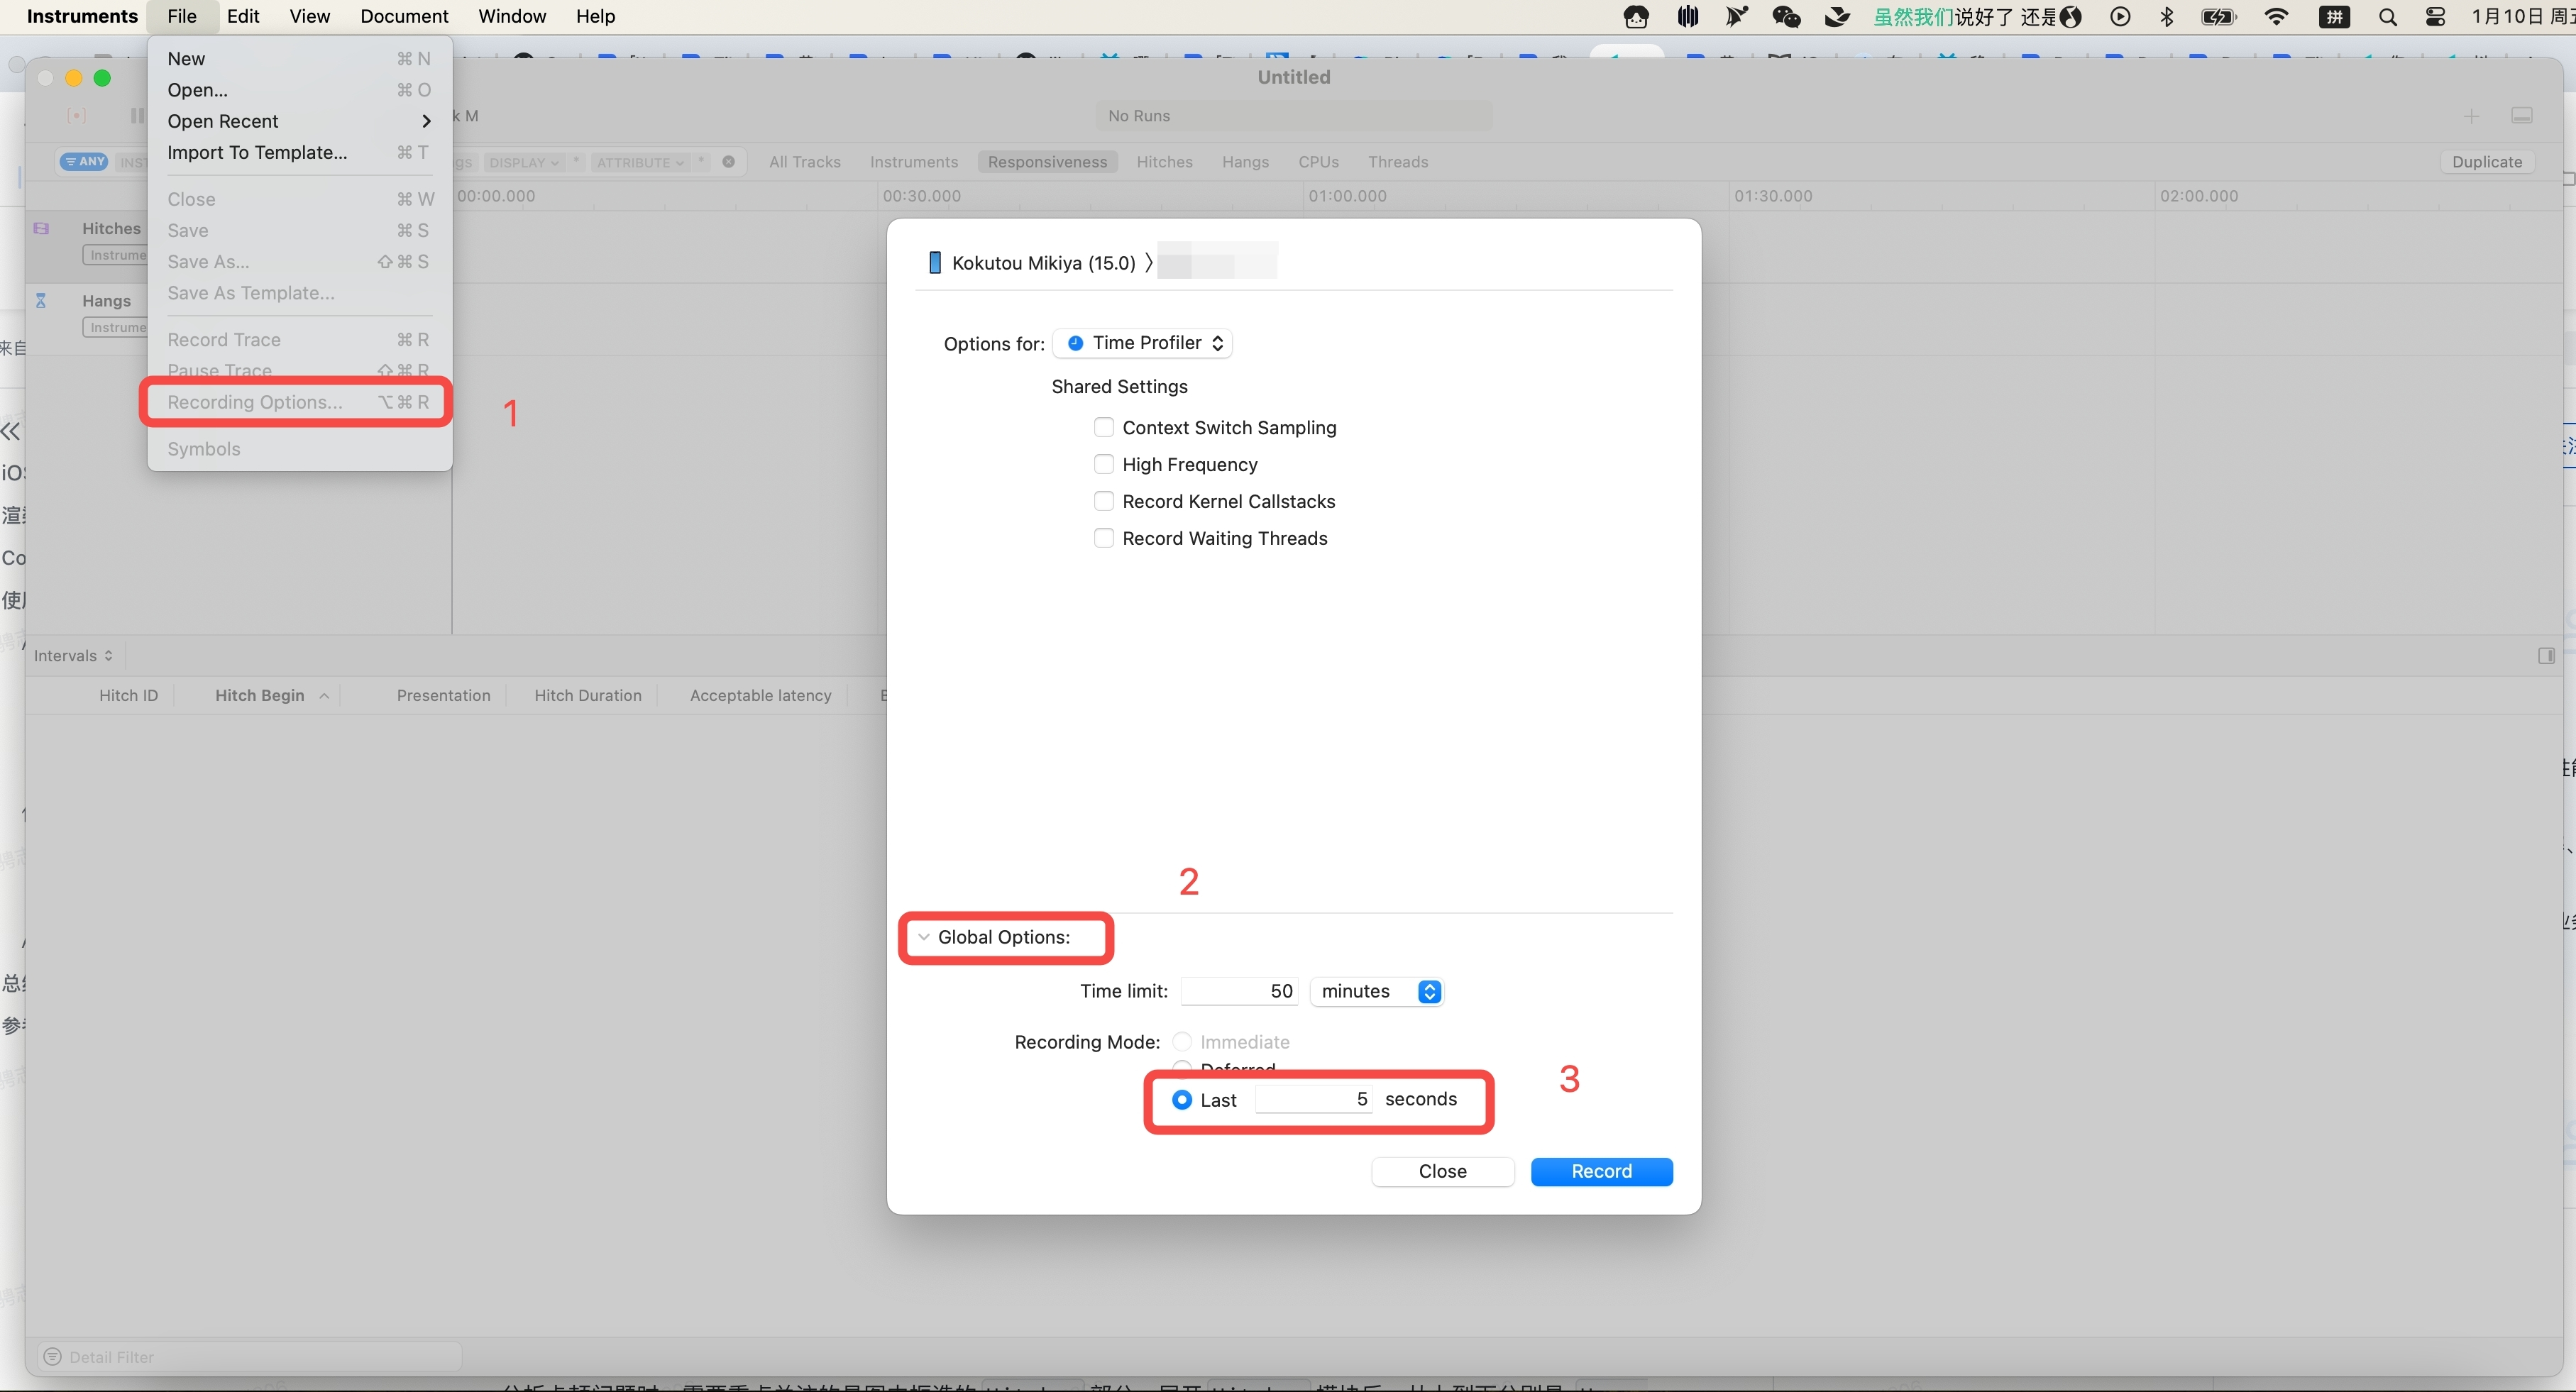 Instruments File Edit View Document Window Help 虽然我们说好了 还是 拼 1月10日 周五
Untitled
No Runs
ANY DISPLAY ATTRIBUTE All Tracks Instruments Responsiveness Hitches Hangs CPUs Threads Duplicate
00:00.000 00:30.000 01:00.000 01:30.000 02:00.000
Hitches
Hangs
New ⌘ N
Open... ⌘ O
Open Recent
Import To Template... ⌘ T
Close ⌘ W
Save ⌘ S
Save As... ⇧ ⌘ S
Save As Template...
Record Trace ⌘ R
Pause Trace ⇧ ⌘ R
Recording Options... ⌥ ⌘ R
Symbols
1
来自
iOS
Co
Kokutou Mikiya (15.0) 〉
Options for: Time Profiler
Shared Settings
Context Switch Sampling
High Frequency
Record Kernel Callstacks
Record Waiting Threads
2
Global Options:
Time limit: 50 minutes
Recording Mode: Immediate
Deferred
Last 5 seconds
3
Close Record
Intervals
Hitch ID Hitch Begin Presentation Hitch Duration Acceptable latency
Detail Filter